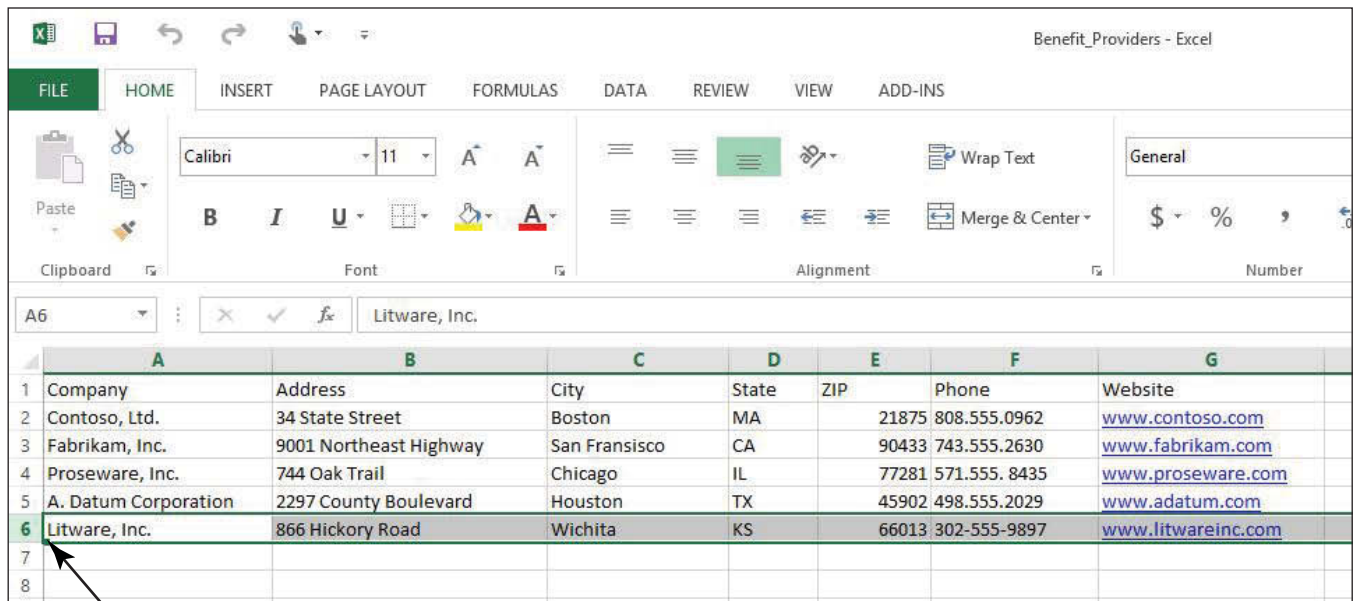 Benefit_Providers - Excel
FILE HOME INSERT PAGE LAYOUT FORMULAS DATA REVIEW VIEW ADD-INS
Calibri 11 A A Wrap Text General
Paste B I U A Merge & Center $ % ,
Clipboard Font Alignment Number
A6 fx Litware, Inc.
A B C D E F G
1 Company Address City State ZIP Phone Website
2 Contoso, Ltd. 34 State Street Boston MA 21875 808.555.0962 www.contoso.com
3 Fabrikam, Inc. 9001 Northeast Highway San Fransisco CA 90433 743.555.2630 www.fabrikam.com
4 Proseware, Inc. 744 Oak Trail Chicago IL 77281 571.555. 8435 www.proseware.com
5 A. Datum Corporation 2297 County Boulevard Houston TX 45902 498.555.2029 www.adatum.com
6 Litware, Inc. 866 Hickory Road Wichita KS 66013 302-555-9897 www.litwareinc.com
7
8